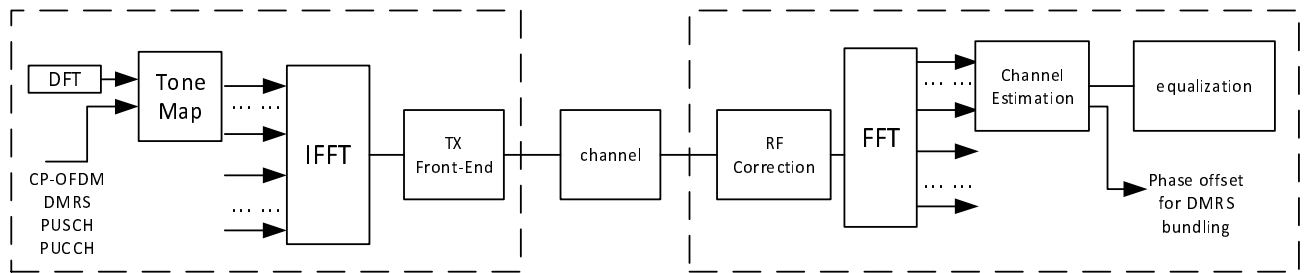 DFT
Tone
Map
... ...
... ...
CP-OFDM
DMRS
PUSCH
PUCCH
IFFT
TX
Front-End
channel
RF
Correction
FFT
... ...
... ...
Channel
Estimation
equalization
Phase offset
for DMRS
bundling